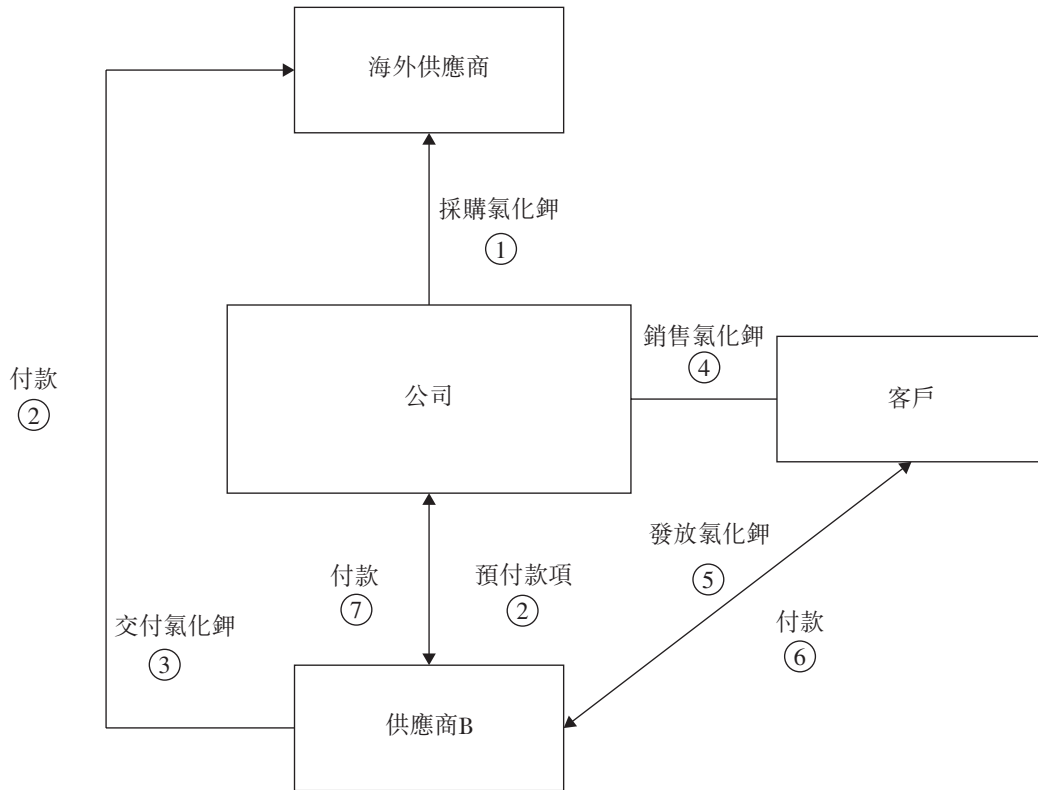 海外供應商
採購氯化鉀
①
銷售氯化鉀
④
付款
②
公司
客戶
發放氯化鉀
⑤
付款
⑦
預付款項
②
交付氯化鉀
③
付款
⑥
供應商B